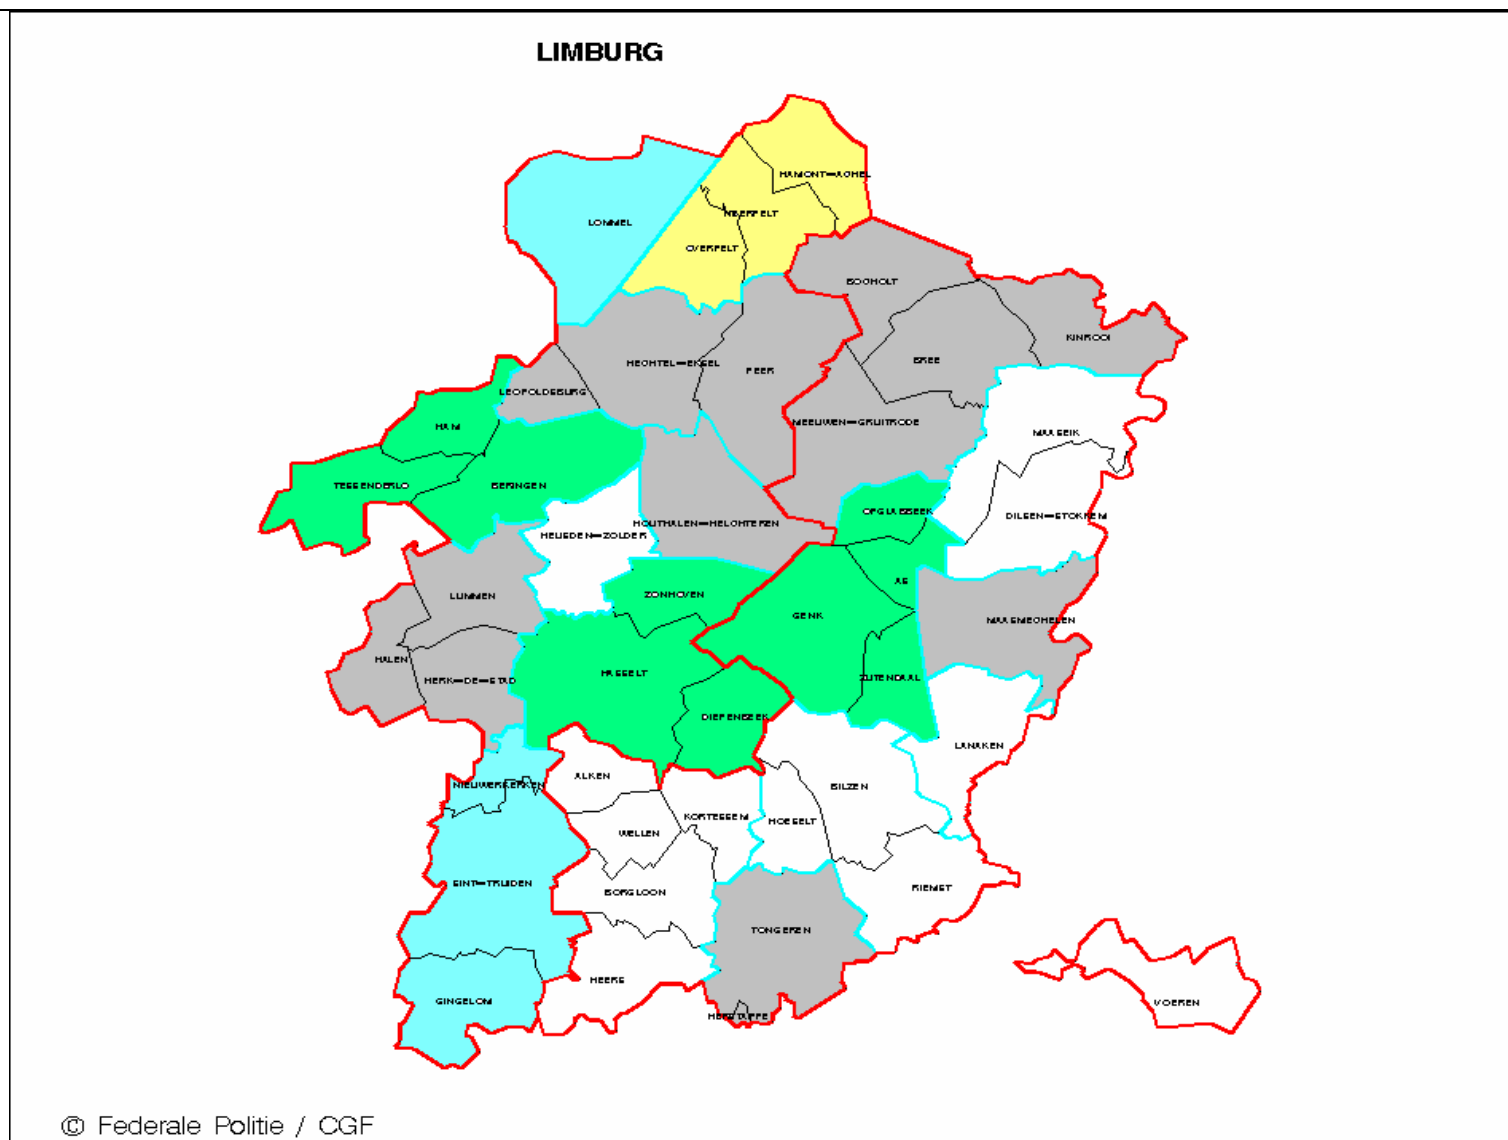 LIMBURG
HAMONT-ACHEL
NEERPELT
LOMMEL
OVERPELT
BOCHOLT
KINROOI
BREE
HECHTEL-EKSEL
PEER
LEOPOLDSBURG
MEEUWEN-GRUITRODE
HAM
MAASEIK
TESSENDERLO
BERINGEN
OPGLABBEEK
DILSEN-STOKKEM
HOUTHALEN-HELCHTEREN
HEUSDEN-ZOLDER
AS
LUMMEN
ZONHOVEN
GENK
MAASMECHELEN
HALEN
HERK-DE-STAD
HASSELT
ZUTENDAAL
DIEPENBEEK
LANAKEN
ALKEN
NIEUWERKERKEN
BILZEN
KORTESSEM
HOESELT
WELLEN
SINT-TRUIDEN
BORGLOON
RIEMST
TONGEREN
HEERS
GINGELOM
VOEREN
HERSTAPPE
© Federale Politie / CGF